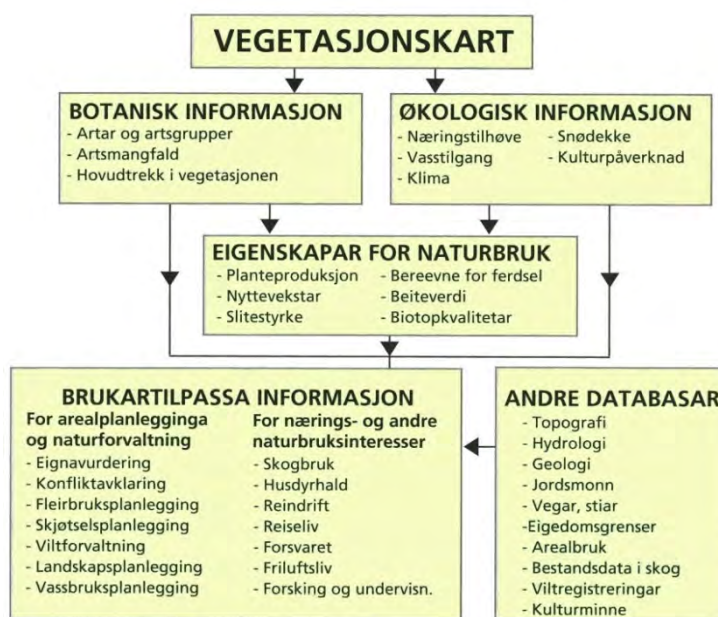 VEGETASJONSKART
BOTANISK INFORMASJON
- Artar og artsgrupper
- Artsmangfald
- Hovudtrekk i vegetasjonen
ØKOLOGISK INFORMASJON
- Næringstilhøve
- Vasstilgang
- Klima
- Snødekke
- Kulturpåverknad
EIGENSKAPAR FOR NATURBRUK
- Planteproduksjon
- Nyttevekstar
- Slitestyrke
- Bereevne for ferdsel
- Beiteverdi
- Biotopkvalitetar
BRUKARTILPASSA INFORMASJON
For arealplanlegginga
og naturforvaltning
- Eignavurdering
- Konfliktavklaring
- Fleirbruksplanlegging
- Skjøtselsplanlegging
- Viltforvaltning
- Landskapsplanlegging
- Vassbruksplanlegging
For nærings- og andre
naturbruksinteresser
- Skogbruk
- Husdyrhald
- Reindrift
- Reiseliv
- Forsvaret
- Friluftsliv
- Forsking og undervisn.
ANDRE DATABASAR
- Topografi
- Hydrologi
- Geologi
- Jordsmonn
- Vegar, stiar
-Eigedomsgrenser
- Arealbruk
- Bestandsdata i skog
- Viltregistreringar
- Kulturminne